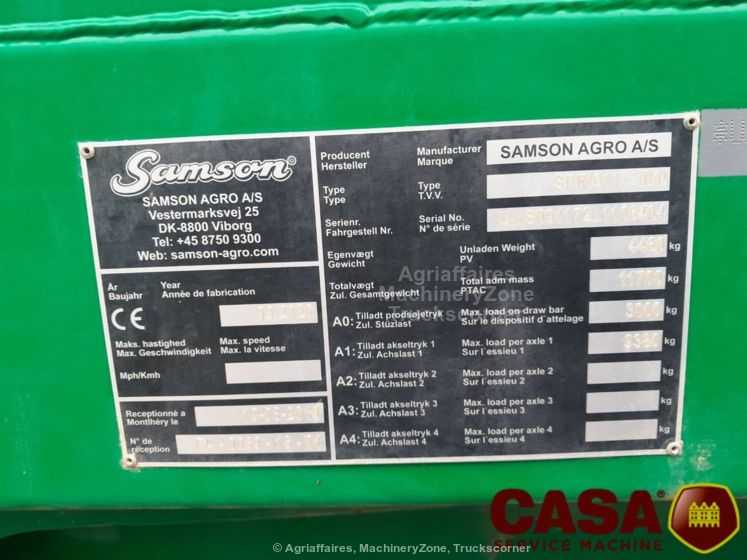 Samson®
SAMSON AGRO A/S
Vestermarksvej 25
DK-8800 Viborg
Tel: +45 8750 9300
Web: samson-agro.com
År Year
Baujahr Année de fabrication
CE
Maks. hastighed Max. speed
Max. Geschwindigkeit Max. la vitesse
Mph/Kmh
Receptionné a
Montlhéry le
N° de
réception
Producent Manufacturer
Hersteller Marque
SAMSON AGRO A/S
Type Type
Type T.V.V.
Serienr. Serial No.
Fahrgestell Nr. N° de série
Egenvægt Unladen Weight
Gewicht PV
kg
Totalvægt Total adm mass
Zul. Gesamtgewicht PTAC
kg
A0: Tilladt prodsejetryk Max. load on draw bar
Zul. Stüzlast Sur le dispositif d'attelage
kg
A1: Tilladt akseltryk 1 Max. load per axle 1
Zul. Achslast 1 Sur l'essieu 1
kg
A2: Tilladt akseltryk 2 Max. load per axle 2
Zul. Achslast 2 Sur l'essieu 2
kg
A3: Tilladt akseltryk 3 Max. load per axle 3
Zul. Achslast 3 Sur l'essieu 3
kg
A4: Tilladt akseltryk 4 Max. load per axle 4
Zul. Achslast 4 Sur l'essieu 4
kg
Agriaffaires
MachineryZone
CASA
SERVICE MACHINE
© Agriaffaires, MachineryZone, Truckscorner